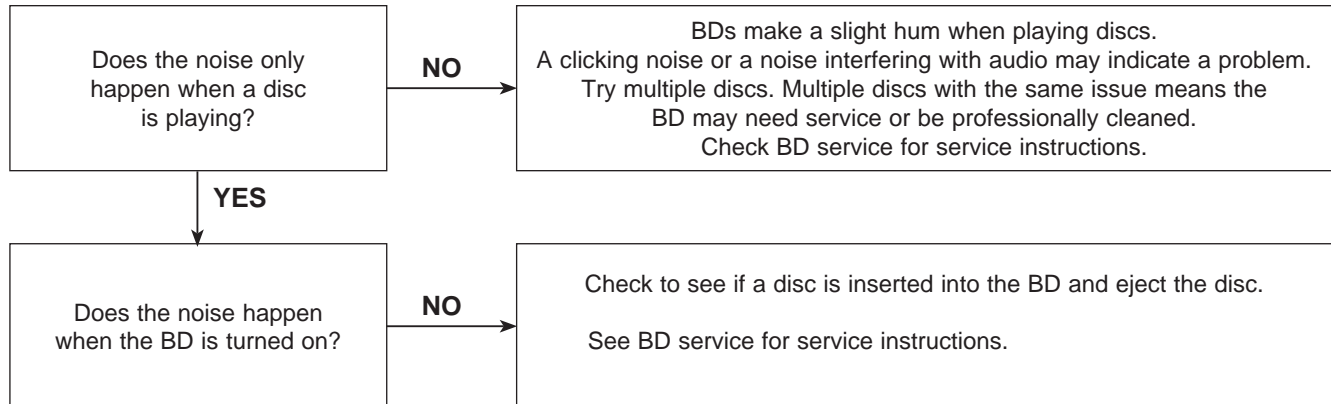 Does the noise only
happen when a disc
is playing?
NO
BDs make a slight hum when playing discs.
A clicking noise or a noise interfering with audio may indicate a problem.
Try multiple discs. Multiple discs with the same issue means the
BD may need service or be professionally cleaned.
Check BD service for service instructions.
YES
Does the noise happen
when the BD is turned on?
NO
Check to see if a disc is inserted into the BD and eject the disc.
See BD service for service instructions.